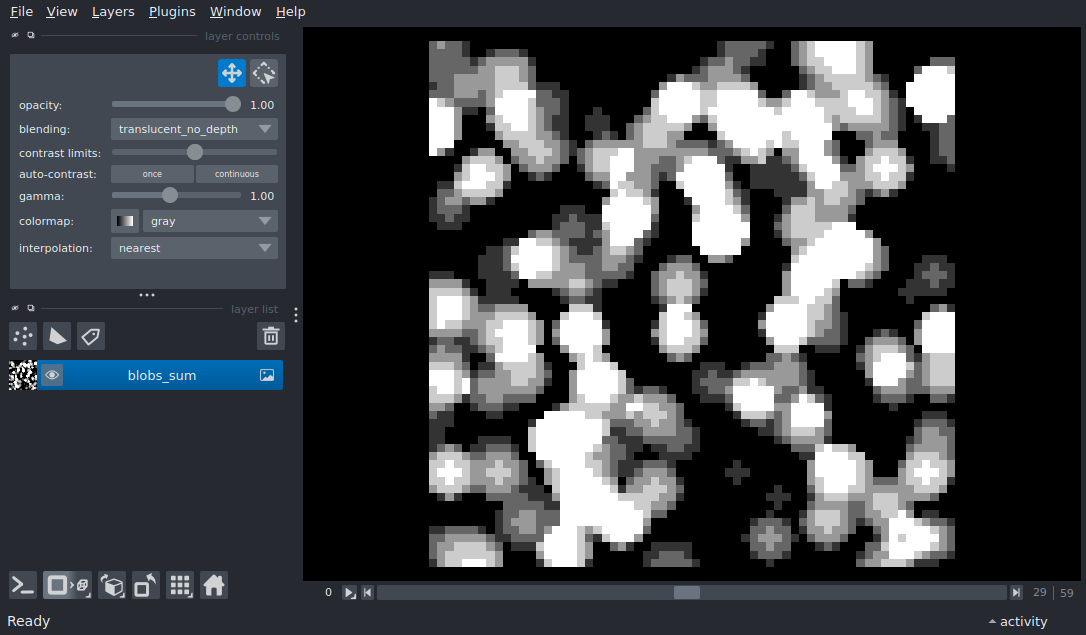 File View Layers Plugins Window Help
layer controls
opacity: 1.00
blending: translucent_no_depth
contrast limits:
auto-contrast: once continuous
gamma: 1.00
colormap: gray
interpolation: nearest
layer list
blobs_sum
0 29 | 59
Ready activity